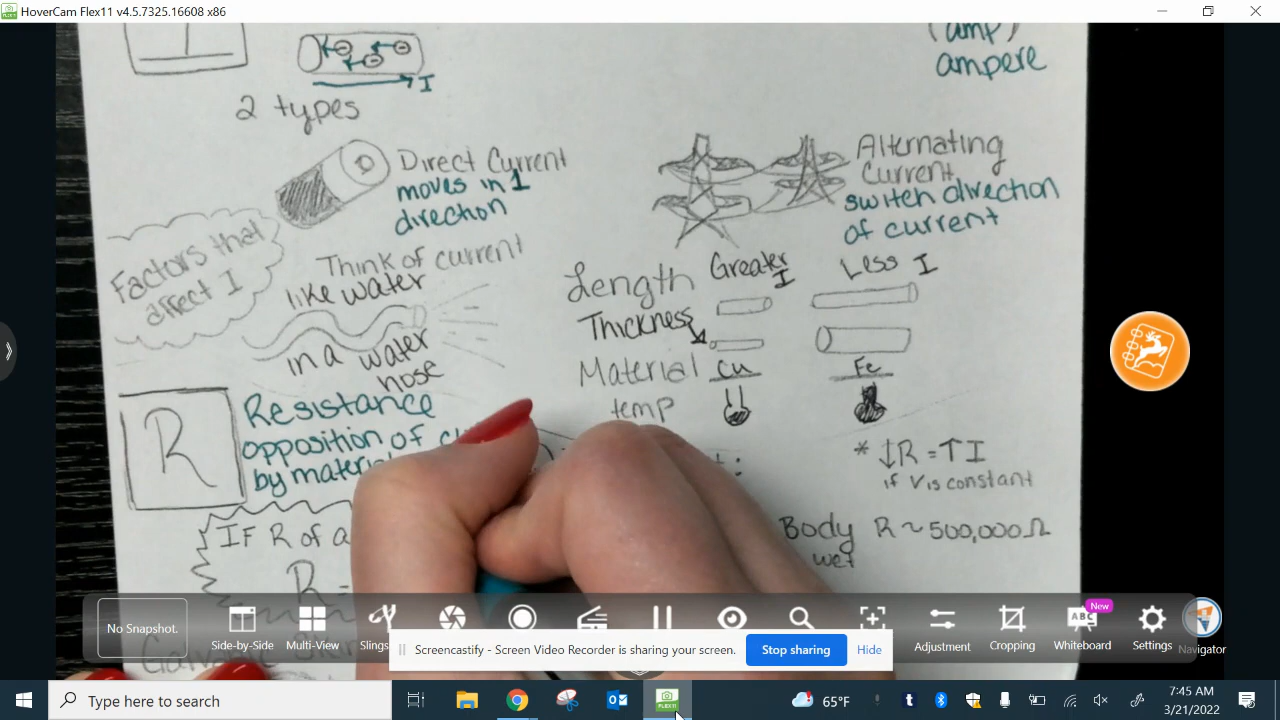 HoverCam Flex11 v4.5.7325.16608 x86
I
(amp)
ampere
I
2 types
Direct Current
moves in 1
direction
Alternating
Current
switch direction
of current
Factors that
affect I
Think of current
like water
in a water
hose
Length
Greater
I
Less I
Thickness
Material Cu Fe
temp
R
Resistance
opposition of
by material
* ↓R = ↑I
if V is constant
IF R of a
R =
Body R ~ 500,000Ω
wet
No Snapshot.
Side-by-Side
Multi-View
Slings
Adjustment
Cropping
New
ABC
Whiteboard
Settings
Navigator
Screencastify - Screen Video Recorder is sharing your screen.
Stop sharing
Hide
Type here to search
FLEX11
65°F
7:45 AM
3/21/2022